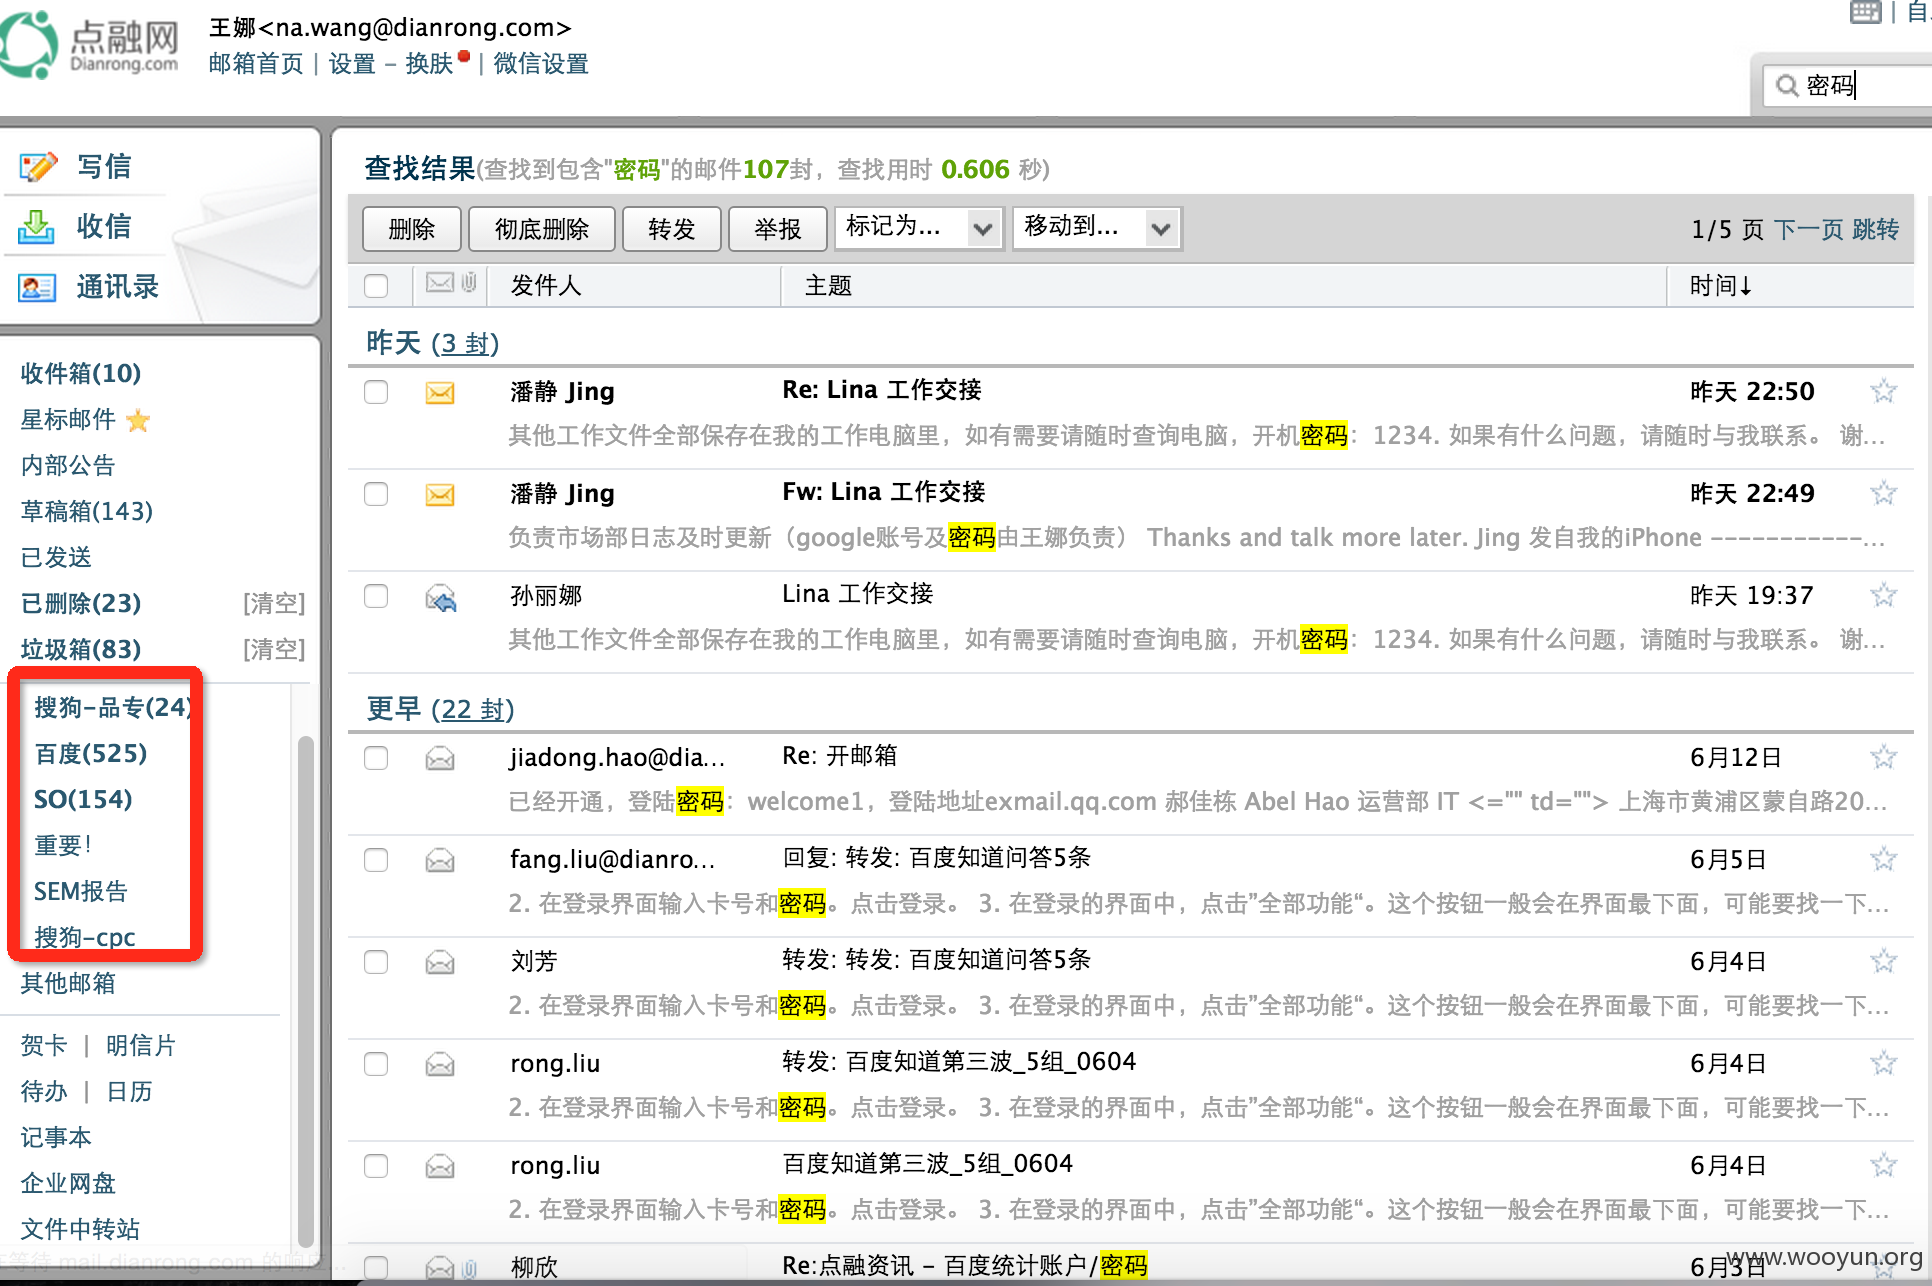 点融网
Dianrong.com
王娜<na.wang@dianrong.com>
邮箱首页 | 设置 - 换肤 | 微信设置
密码
写信
收信
通讯录
收件箱(10)
星标邮件
内部公告
草稿箱(143)
已发送
已删除(23) [清空]
垃圾箱(83) [清空]
搜狗-品专(24)
百度(525)
SO(154)
重要!
SEM报告
搜狗-cpc
其他邮箱
贺卡 | 明信片
待办 | 日历
记事本
企业网盘
文件中转站
查找结果(查找到包含"密码"的邮件107封，查找用时 0.606 秒)
删除 彻底删除 转发 举报 标记为... 移动到... 1/5 页 下一页 跳转
发件人 主题 时间↓
昨天 (3 封)
潘静 Jing Re: Lina 工作交接 昨天 22:50
其他工作文件全部保存在我的工作电脑里，如有需要请随时查询电脑，开机密码：1234. 如果有什么问题，请随时与我联系。 谢...
潘静 Jing Fw: Lina 工作交接 昨天 22:49
负责市场部日志及时更新（google账号及密码由王娜负责） Thanks and talk more later. Jing 发自我的iPhone ------------...
孙丽娜 Lina 工作交接 昨天 19:37
其他工作文件全部保存在我的工作电脑里，如有需要请随时查询电脑，开机密码：1234. 如果有什么问题，请随时与我联系。 谢...
更早 (22 封)
jiadong.hao@dia... Re: 开邮箱 6月12日
已经开通，登陆密码：welcome1，登陆地址exmail.qq.com 郝佳栋 Abel Hao 运营部 IT <="" td=""> 上海市黄浦区蒙自路20...
fang.liu@dianro... 回复: 转发: 百度知道问答5条 6月5日
2. 在登录界面输入卡号和密码。点击登录。 3. 在登录的界面中，点击”全部功能“。这个按钮一般会在界面最下面，可能要找一下...
刘芳 转发: 转发: 百度知道问答5条 6月4日
2. 在登录界面输入卡号和密码。点击登录。 3. 在登录的界面中，点击”全部功能“。这个按钮一般会在界面最下面，可能要找一下...
rong.liu 转发: 百度知道第三波_5组_0604 6月4日
2. 在登录界面输入卡号和密码。点击登录。 3. 在登录的界面中，点击”全部功能“。这个按钮一般会在界面最下面，可能要找一下...
rong.liu 百度知道第三波_5组_0604 6月4日
2. 在登录界面输入卡号和密码。点击登录。 3. 在登录的界面中，点击”全部功能“。这个按钮一般会在界面最下面，可能要找一下...
柳欣 Re:点融资讯 - 百度统计账户/密码 6月3日
等待 mail.dianrong.com 的响应...
www.wooyun.org